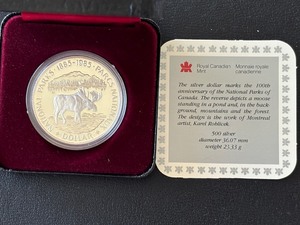 PARCS NATIONAUX 1885-1985 NATIONAL PARKS
DOLLAR
Royal Canadian Mint
Monnaie royale canadienne
The silver dollar marks the 100th
anniversary of the National Parks of
Canada. The reverse depicts a moose
standing in a pond and, in the back
ground, mountains and the forest.
The design is the work of Montreal
artist, Karel Rohlicek.
500 silver
diameter 36.07 mm
weight 23.33 g